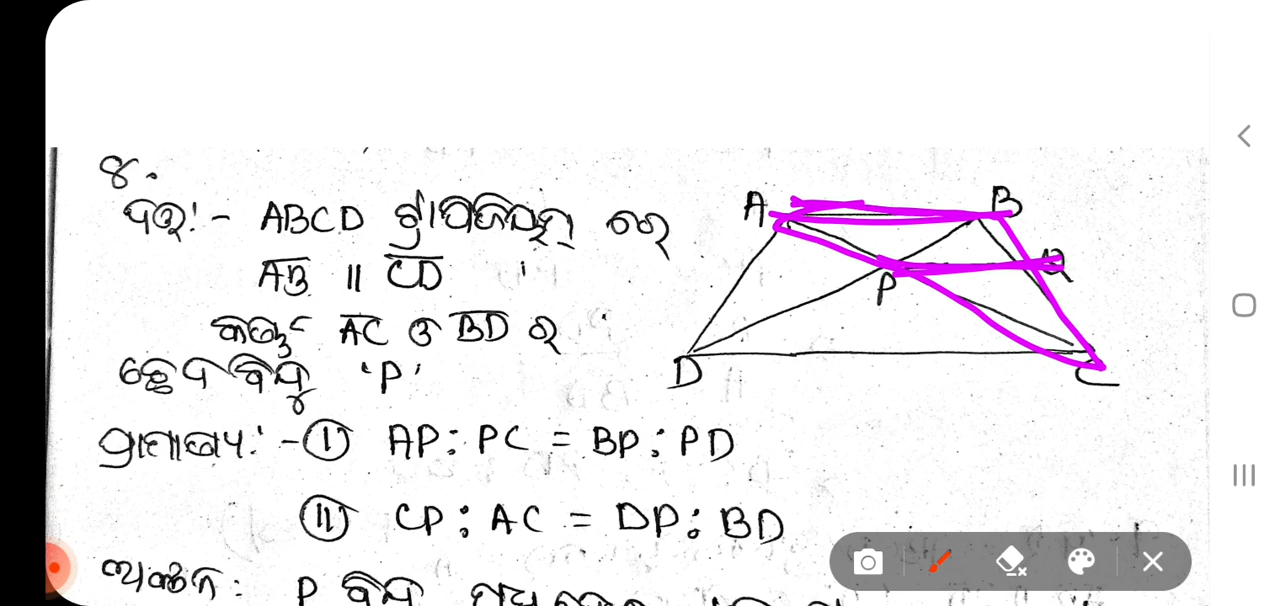 ୪.
ଦତ୍ତ:- ABCD ଟ୍ରାପିଜିୟମ୍ ରେ
AB || CD
କର୍ଣ୍ଣ AC ଓ BD ର
ଛେଦ ବିନ୍ଦୁ 'P'
ପ୍ରାମାଣ୍ୟ:- (I) AP : PC = BP : PD
(II) CP : AC = DP : BD
ଅଙ୍କନ: P ବିନ୍ଦୁ
A
B
P
Q
D
C